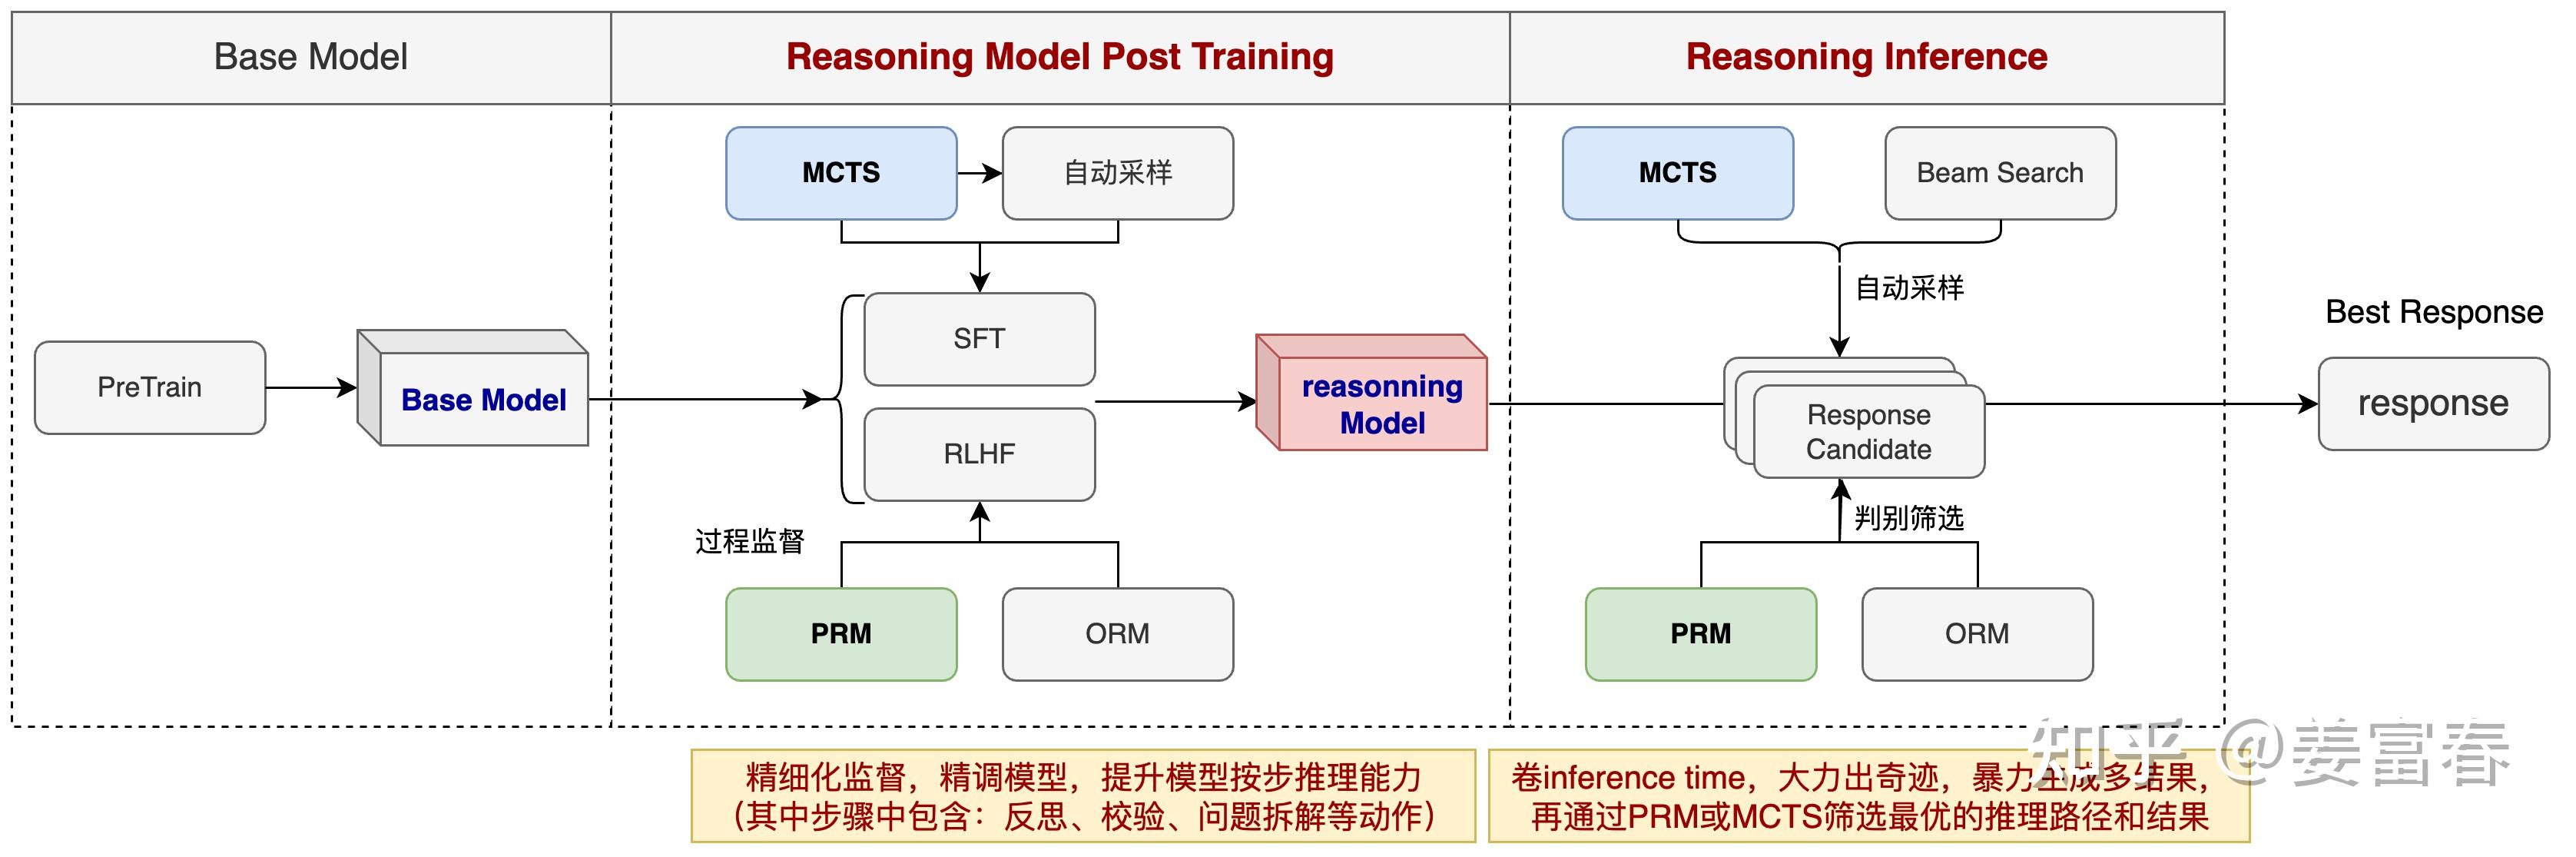 Base Model
Reasoning Model Post Training
Reasoning Inference
MCTS
自动采样
MCTS
Beam Search
自动采样
Best Response
PreTrain
Base Model
SFT
RLHF
reasonning
Model
Response
Candidate
response
过程监督
判别筛选
PRM
ORM
PRM
ORM
精细化监督，精调模型，提升模型按步推理能力
（其中步骤中包含：反思、校验、问题拆解等动作）
卷inference time，大力出奇迹，暴力生成多结果，
再通过PRM或MCTS筛选最优的推理路径和结果
知乎 @姜富春